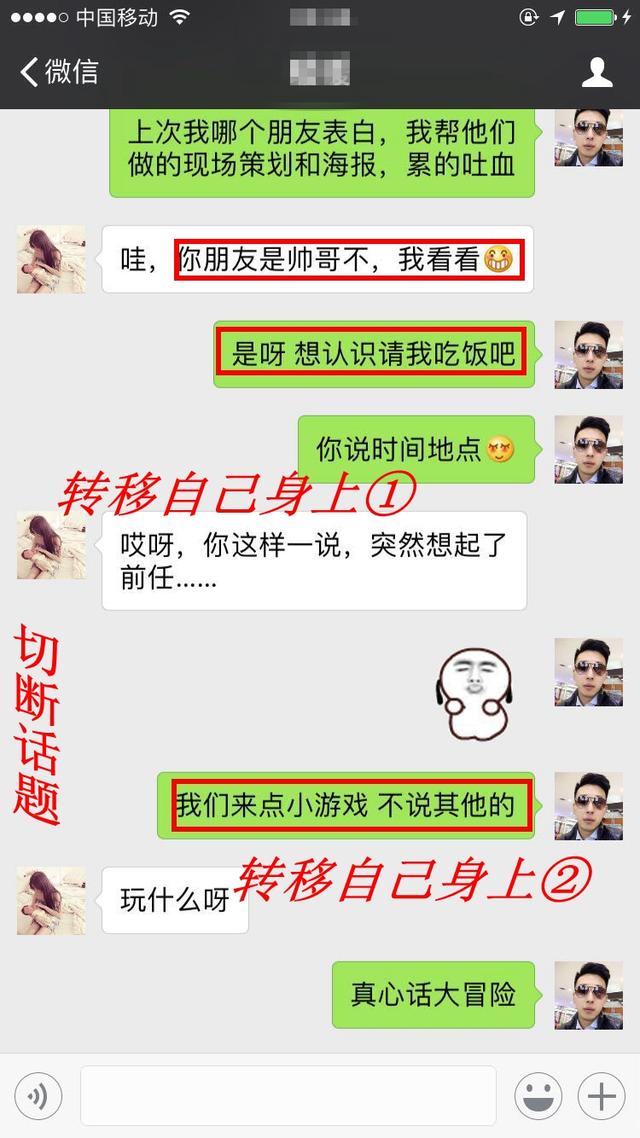 中国移动
微信
上次我哪个朋友表白，我帮他们
做的现场策划和海报，累的吐血
哇，你朋友是帅哥不，我看看
是呀 想认识请我吃饭吧
你说时间地点
转移自己身上①
哎呀，你这样一说，突然想起了
前任……
切断话题
我们来点小游戏 不说其他的
转移自己身上②
玩什么呀
真心话大冒险